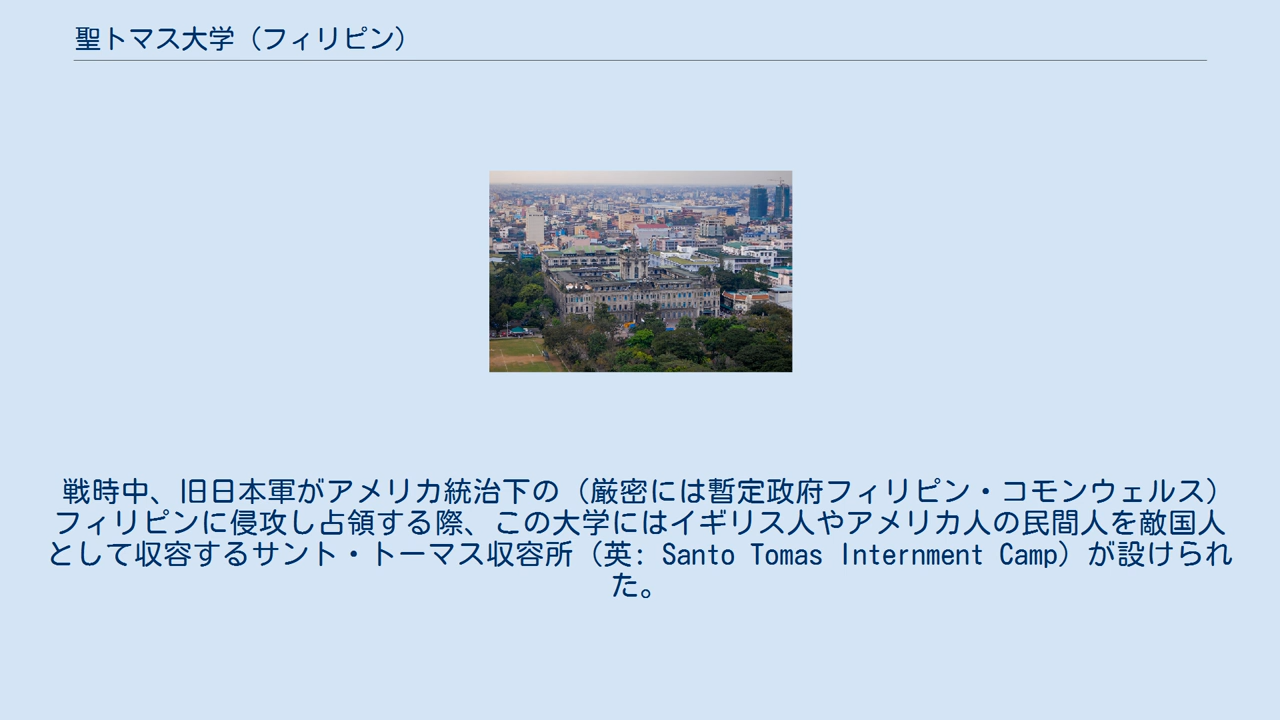 聖トマス大学（フィリピン）
戦時中、旧日本軍がアメリカ統治下の（厳密には暫定政府フィリピン・コモンウェルス）
フィリピンに侵攻し占領する際、この大学にはイギリス人やアメリカ人の民間人を敵国人
として収容するサント・トーマス収容所（英: Santo Tomas Internment Camp）が設けられ
た。